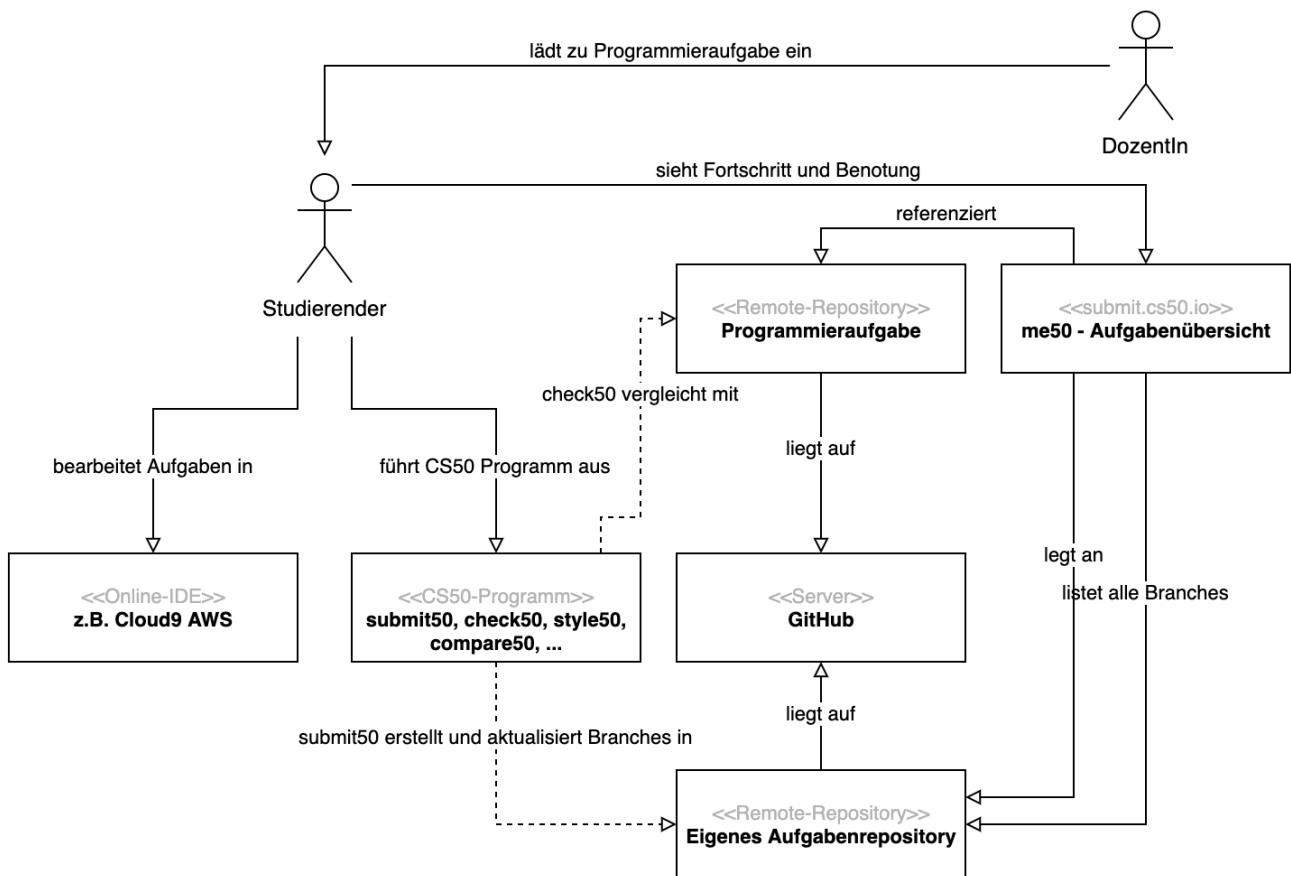 lädt zu Programmieraufgabe ein
DozentIn
sieht Fortschritt und Benotung
referenziert
Studierender
<<Remote-Repository>>
Programmieraufgabe
<<submit.cs50.io>>
me50 - Aufgabenübersicht
check50 vergleicht mit
liegt auf
bearbeitet Aufgaben in
führt CS50 Programm aus
legt an
listet alle Branches
<<Online-IDE>>
z.B. Cloud9 AWS
<<CS50-Programm>>
submit50, check50, style50,
compare50, ...
<<Server>>
GitHub
liegt auf
submit50 erstellt und aktualisiert Branches in
<<Remote-Repository>>
Eigenes Aufgabenrepository